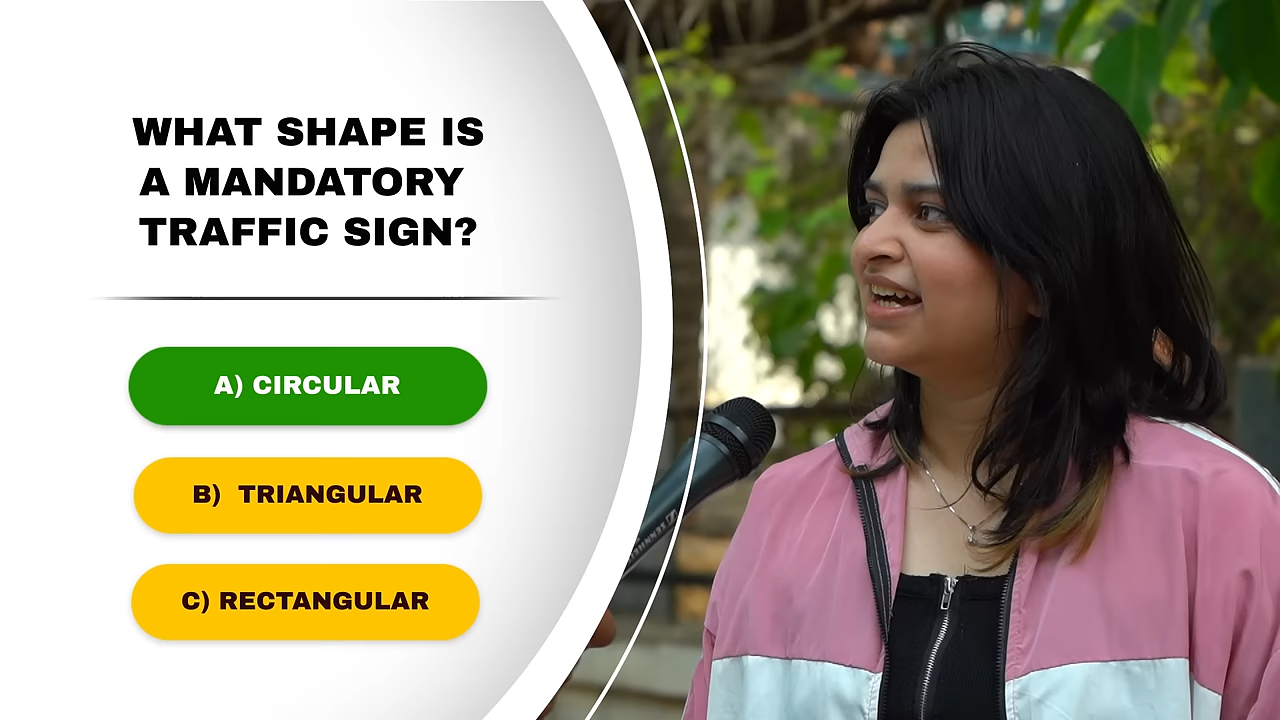 WHAT SHAPE IS
A MANDATORY
TRAFFIC SIGN?
A) CIRCULAR
B) TRIANGULAR
C) RECTANGULAR